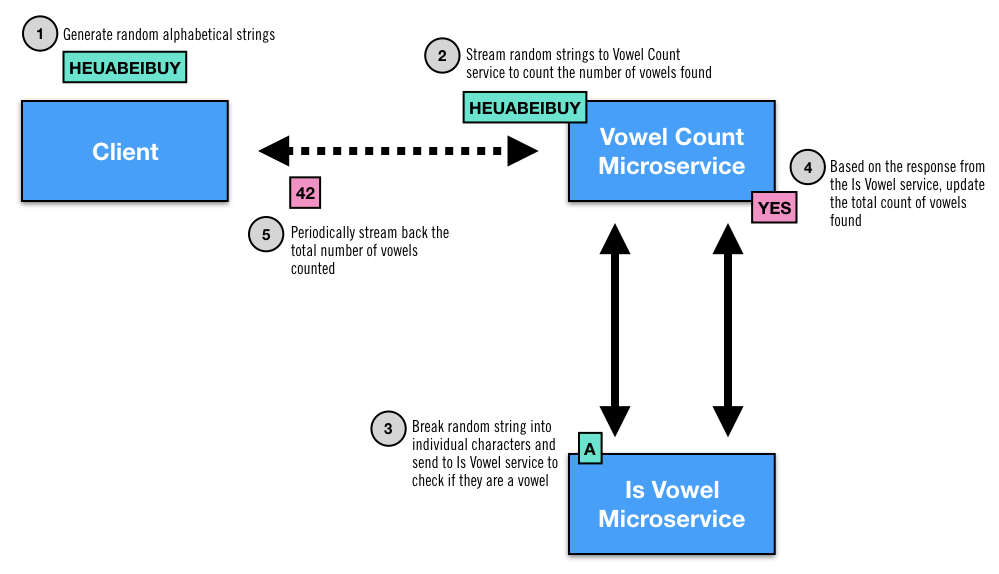 1
Generate random alphabetical strings
HEUABEIBUY
Client
2
Stream random strings to Vowel Count
service to count the number of vowels found
HEUABEIBUY
Vowel Count
Microservice
4
Based on the response from
the Is Vowel service, update
the total count of vowels
found
YES
42
5
Periodically stream back the
total number of vowels
counted
3
Break random string into
individual characters and
send to Is Vowel service to
check if they are a vowel
A
Is Vowel
Microservice